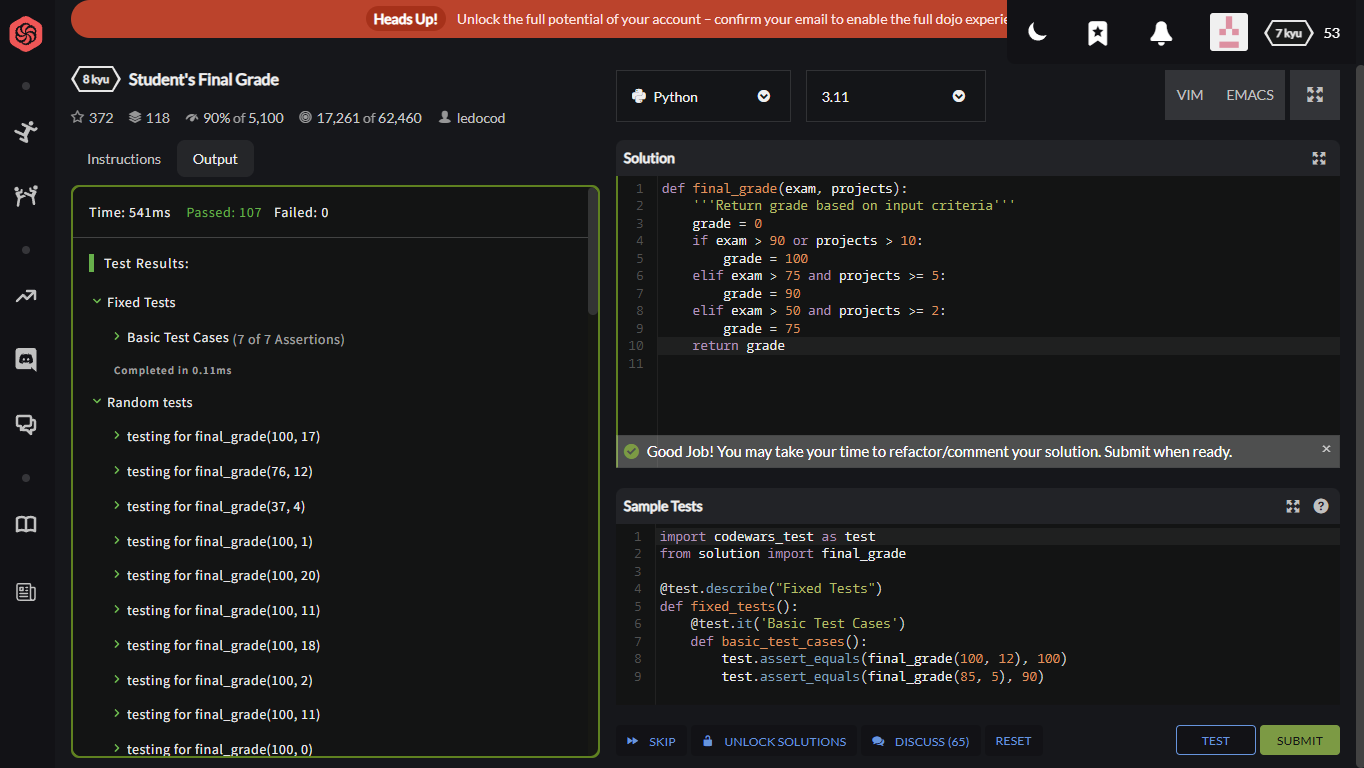 Heads Up! Unlock the full potential of your account – confirm your email to enable the full dojo experie
7 kyu 53
8 kyu Student's Final Grade
372 118 90% of 5,100 17,261 of 62,460 ledocod
Instructions Output
Time: 541ms Passed: 107 Failed: 0
Test Results:
Fixed Tests
Basic Test Cases (7 of 7 Assertions)
Completed in 0.11ms
Random tests
testing for final_grade(100, 17)
testing for final_grade(76, 12)
testing for final_grade(37, 4)
testing for final_grade(100, 1)
testing for final_grade(100, 20)
testing for final_grade(100, 11)
testing for final_grade(100, 18)
testing for final_grade(100, 2)
testing for final_grade(100, 11)
testing for final_grade(100, 0)
Python 3.11 VIM EMACS
Solution
1 def final_grade(exam, projects):
2 '''Return grade based on input criteria'''
3 grade = 0
4 if exam > 90 or projects > 10:
5 grade = 100
6 elif exam > 75 and projects >= 5:
7 grade = 90
8 elif exam > 50 and projects >= 2:
9 grade = 75
10 return grade
11
Good Job! You may take your time to refactor/comment your solution. Submit when ready.
Sample Tests
1 import codewars_test as test
2 from solution import final_grade
3
4 @test.describe("Fixed Tests")
5 def fixed_tests():
6 @test.it('Basic Test Cases')
7 def basic_test_cases():
8 test.assert_equals(final_grade(100, 12), 100)
9 test.assert_equals(final_grade(85, 5), 90)
SKIP UNLOCK SOLUTIONS DISCUSS (65) RESET TEST SUBMIT